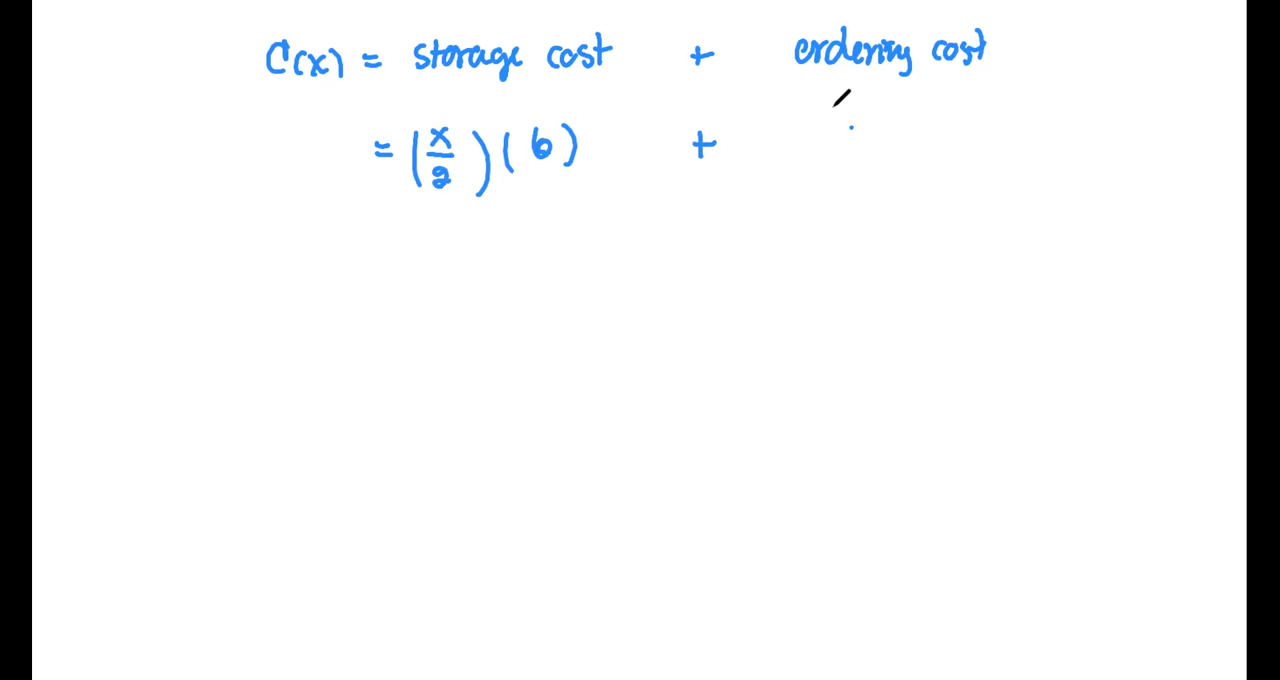 C(x) = storage cost + ordering cost
= (x/2)(6) +